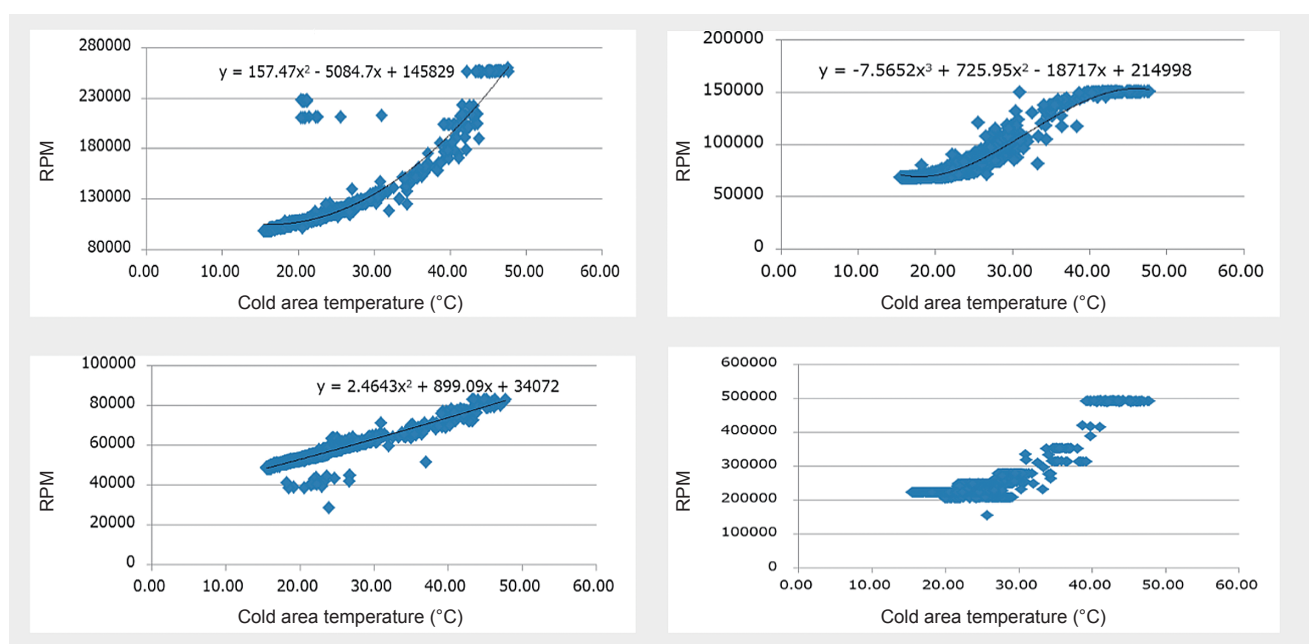 280000
230000
180000
130000
80000
RPM
y = 157.47x² - 5084.7x + 145829
0.00 10.00 20.00 30.00 40.00 50.00 60.00
Cold area temperature (°C)
200000
150000
100000
50000
0
RPM
y = -7.5652x³ + 725.95x² - 18717x + 214998
0.00 10.00 20.00 30.00 40.00 50.00 60.00
Cold area temperature (°C)
100000
80000
60000
40000
20000
0
RPM
y = 2.4643x² + 899.09x + 34072
0.00 10.00 20.00 30.00 40.00 50.00 60.00
Cold area temperature (°C)
600000
500000
400000
300000
200000
100000
0
RPM
0.00 10.00 20.00 30.00 40.00 50.00 60.00
Cold area temperature (°C)